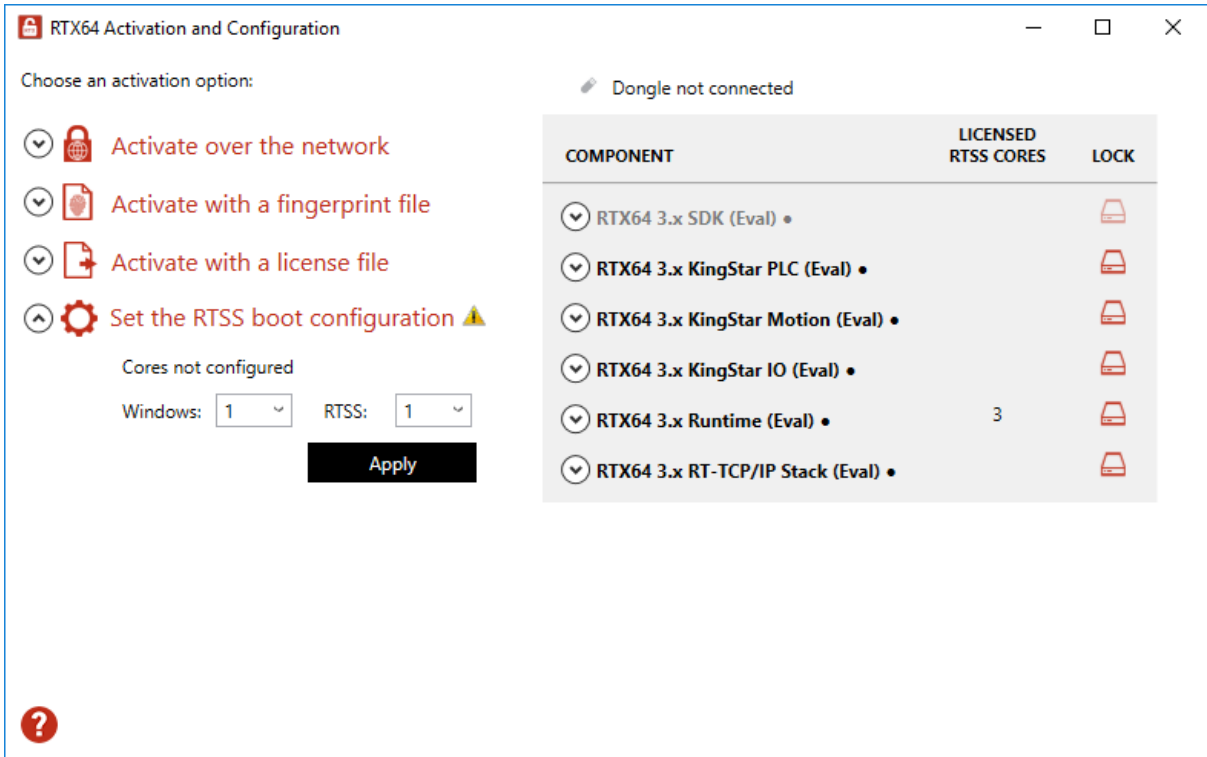 RTX64 Activation and Configuration
Choose an activation option:
Activate over the network
Activate with a fingerprint file
Activate with a license file
Set the RTSS boot configuration
Cores not configured
Windows: 1 RTSS: 1
Apply
Dongle not connected
COMPONENT LICENSED RTSS CORES LOCK
RTX64 3.x SDK (Eval) •
RTX64 3.x KingStar PLC (Eval) •
RTX64 3.x KingStar Motion (Eval) •
RTX64 3.x KingStar IO (Eval) •
RTX64 3.x Runtime (Eval) • 3
RTX64 3.x RT-TCP/IP Stack (Eval) •
?